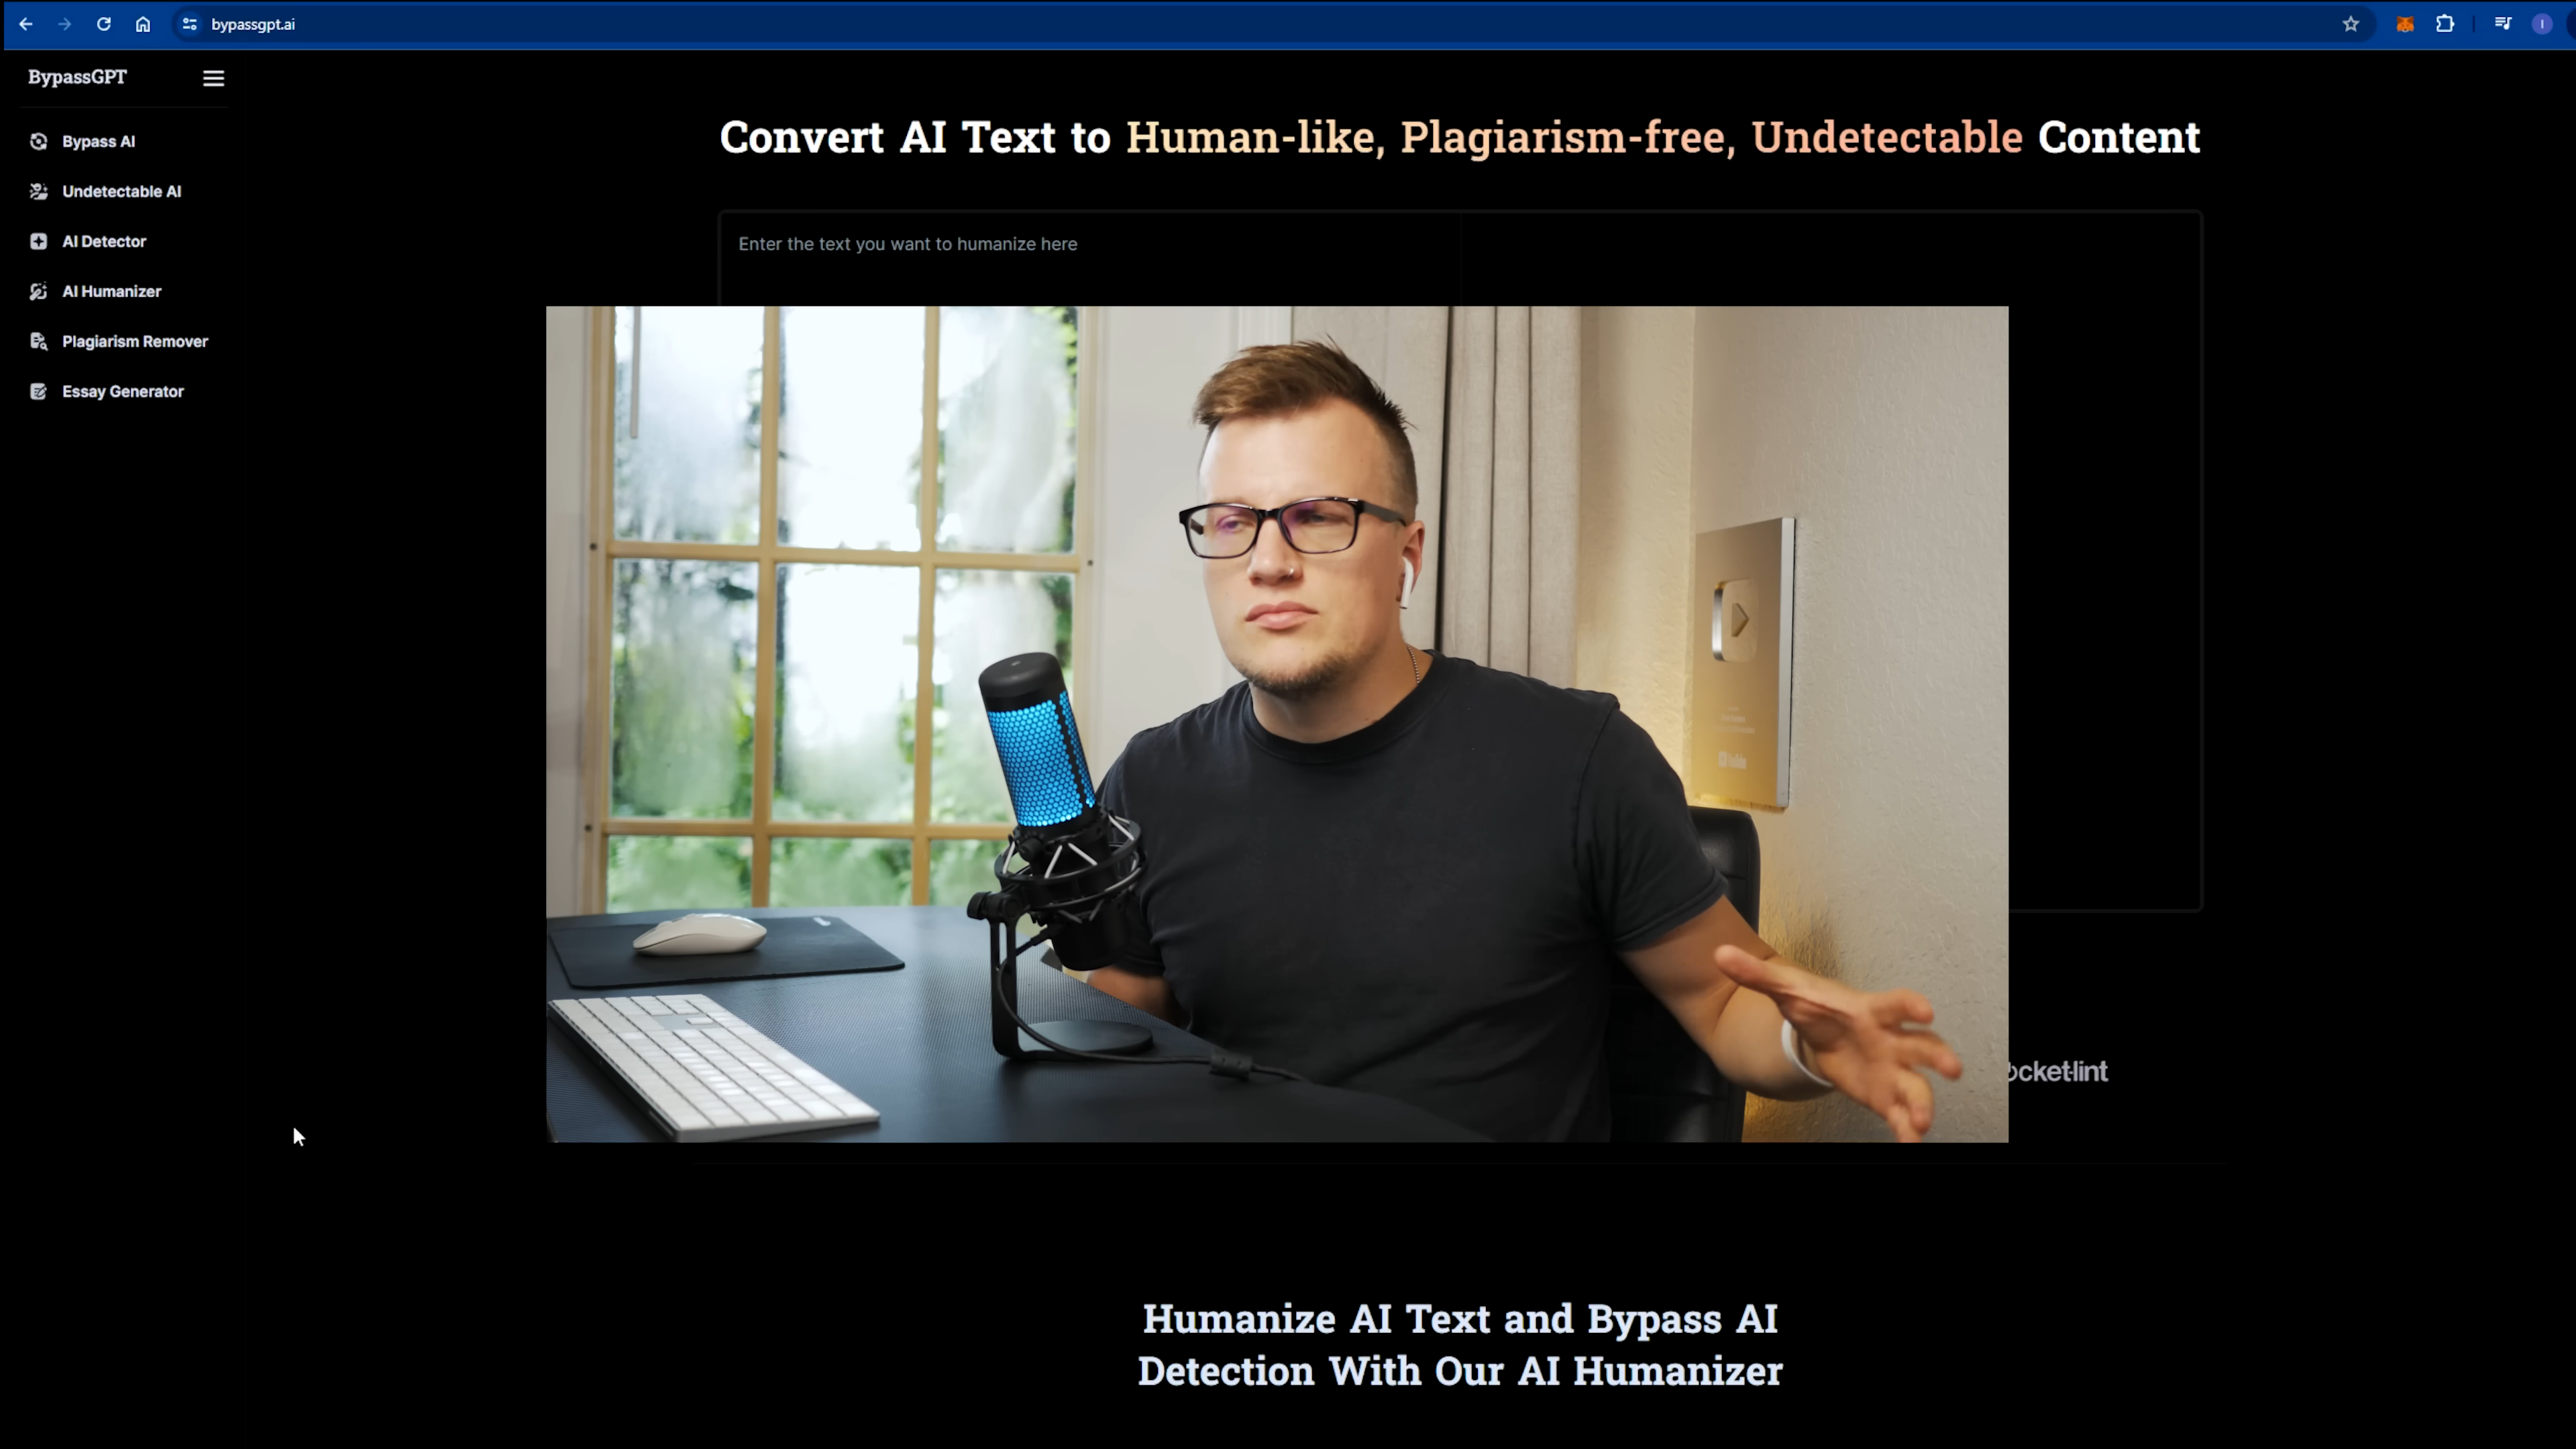 bypassgpt.ai
BypassGPT
Bypass AI
Undetectable AI
AI Detector
AI Humanizer
Plagiarism Remover
Essay Generator
Convert AI Text to Human-like, Plagiarism-free, Undetectable Content
Enter the text you want to humanize here
YouTube
Humanize AI Text and Bypass AI
Detection With Our AI Humanizer